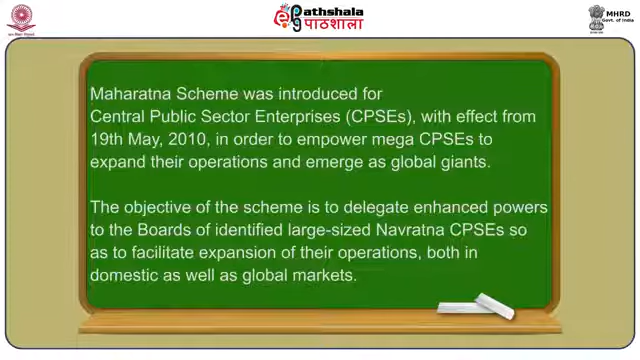 Pathshala
पाठशाला
MHRD
Govt. of India
Maharatna Scheme was introduced for
Central Public Sector Enterprises (CPSEs), with effect from
19th May, 2010, in order to empower mega CPSEs to
expand their operations and emerge as global giants.
The objective of the scheme is to delegate enhanced powers
to the Boards of identified large-sized Navratna CPSEs so
as to facilitate expansion of their operations, both in
domestic as well as global markets.